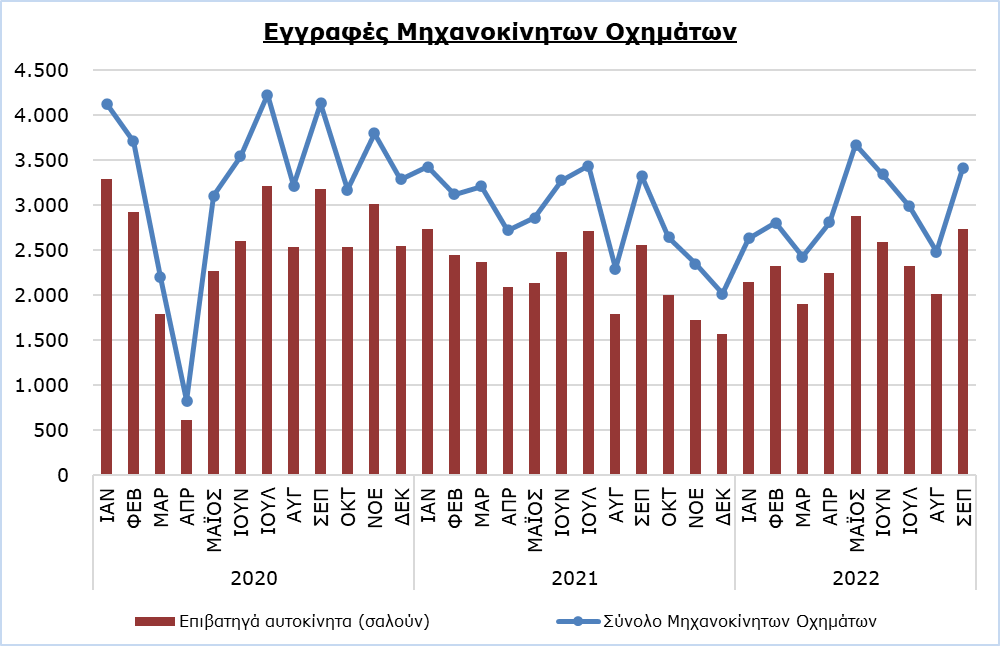 Εγγραφές Μηχανοκίνητων Οχημάτων
4.500
4.000
3.500
3.000
2.500
2.000
1.500
1.000
500
0
ΙΑΝ ΦΕΒ ΜΑΡ ΑΠΡ ΜΑΪΟΣ ΙΟΥΝ ΙΟΥΛ ΑΥΓ ΣΕΠ ΟΚΤ ΝΟΕ ΔΕΚ ΙΑΝ ΦΕΒ ΜΑΡ ΑΠΡ ΜΑΪΟΣ ΙΟΥΝ ΙΟΥΛ ΑΥΓ ΣΕΠ ΟΚΤ ΝΟΕ ΔΕΚ ΙΑΝ ΦΕΒ ΜΑΡ ΑΠΡ ΜΑΪΟΣ ΙΟΥΝ ΙΟΥΛ ΑΥΓ ΣΕΠ
2020 2021 2022
Επιβατηγά αυτοκίνητα (σαλούν) Σύνολο Μηχανοκίνητων Οχημάτων